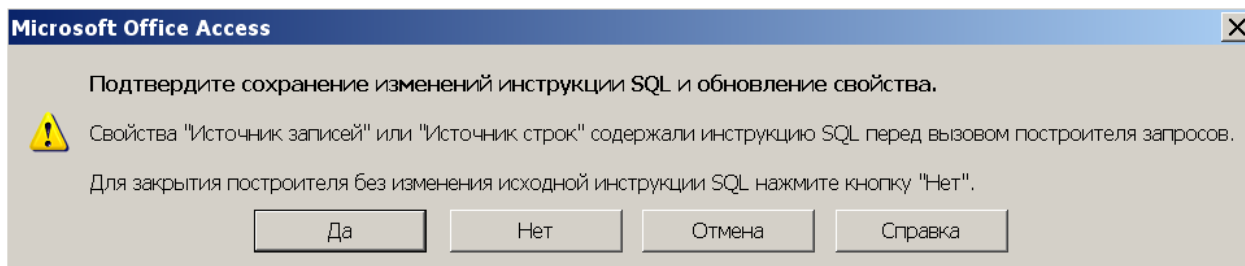 Microsoft Office Access
Подтвердите сохранение изменений инструкции SQL и обновление свойства.
Свойства "Источник записей" или "Источник строк" содержали инструкцию SQL перед вызовом построителя запросов.
Для закрытия построителя без изменения исходной инструкции SQL нажмите кнопку "Нет".
Да Нет Отмена Справка